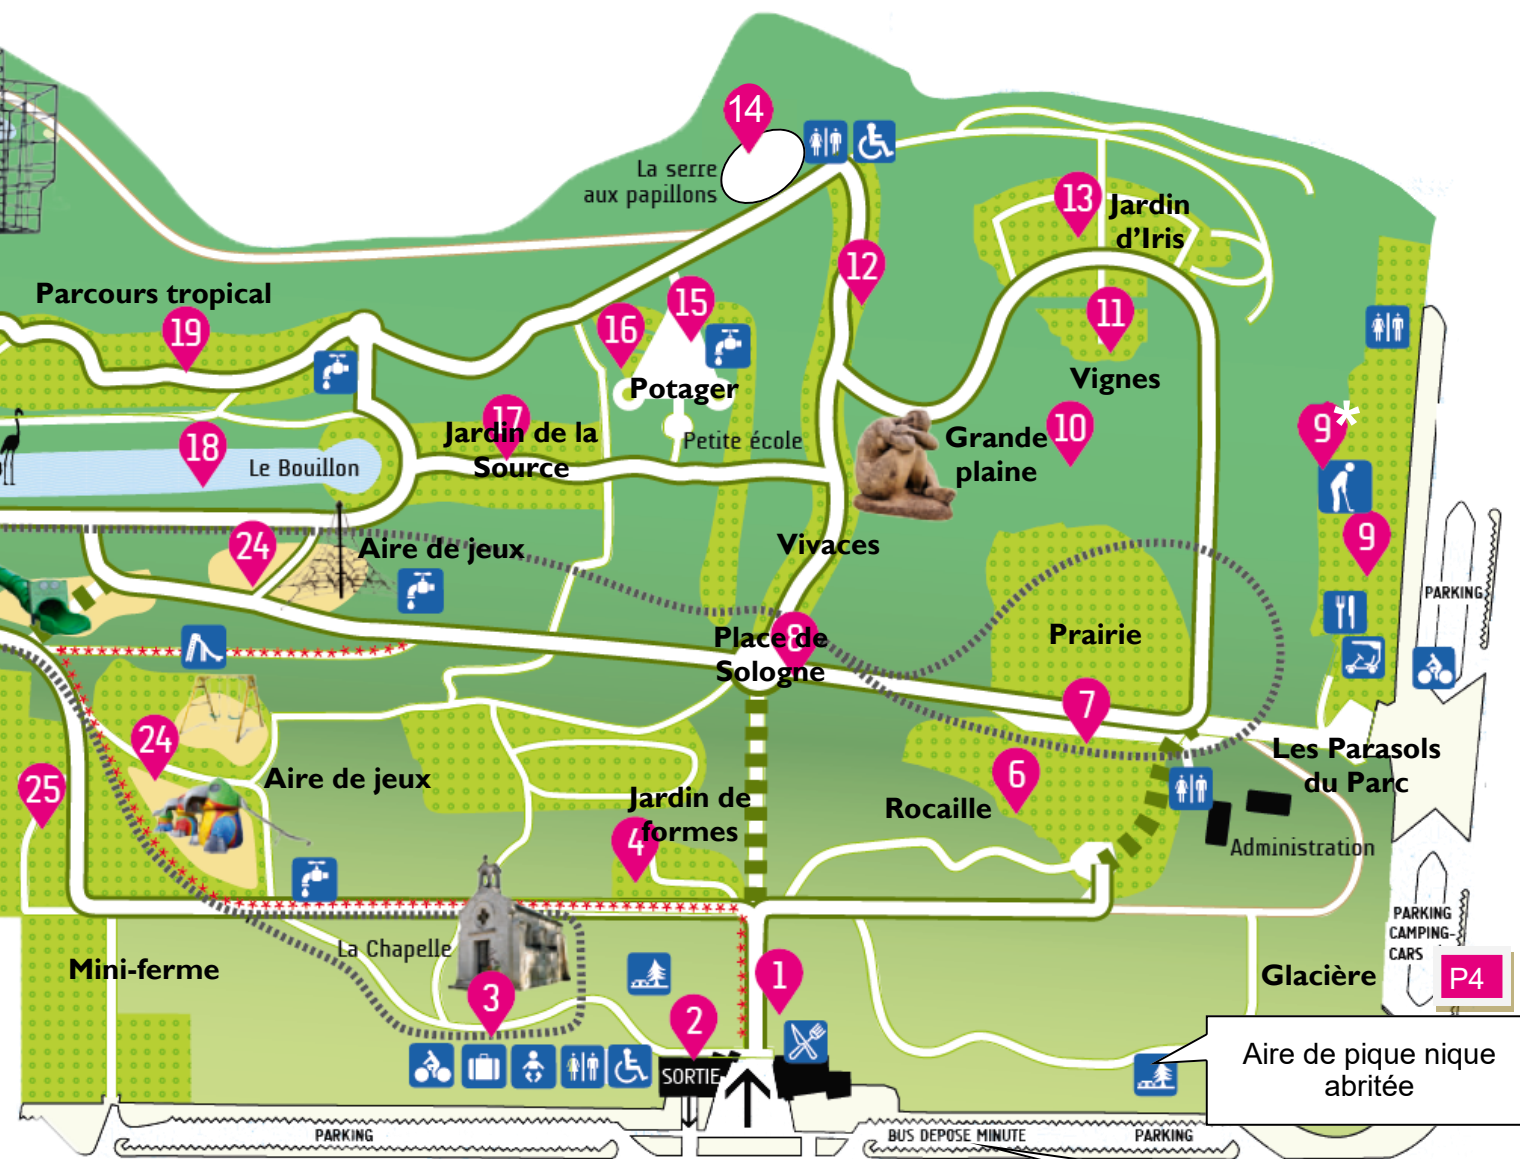 14
La serre
aux papillons
13
Jardin
d'Iris
12
Parcours tropical
15
11
19
16
Vignes
Potager
9*
17
Jardin de la
Source
Petite école
Grande
plaine
10
18
Le Bouillon
24
Aire de jeux
Vivaces
9
PARKING
8
Place de
Sologne
Prairie
7
24
Aire de jeux
25
6
Rocaille
Les Parasols
du Parc
Jardin de
formes
4
Administration
PARKING
CAMPING-
CARS
P4
La Chapelle
Mini-ferme
1
Glacière
3
2
SORTIE
Aire de pique nique
abritée
PARKING
BUS DEPOSE MINUTE
PARKING